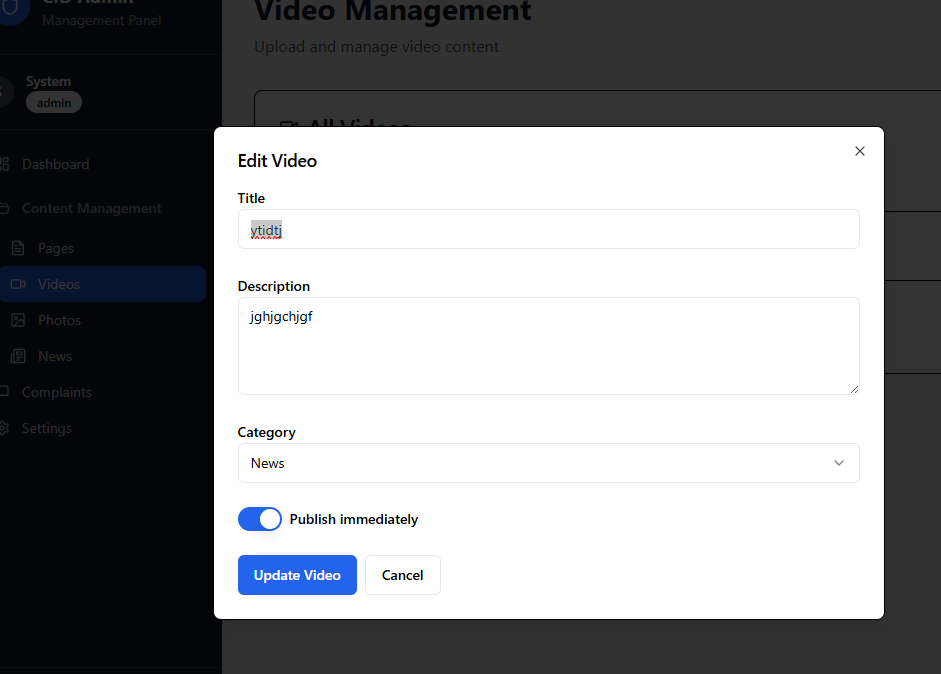 CID Admin
Management Panel
System
admin
Dashboard
Content Management
Pages
Videos
Photos
News
Complaints
Settings
Video Management
Upload and manage video content
All Videos
Edit Video
Title
ytidtj
Description
jghjgchjgf
Category
News
Publish immediately
Update Video
Cancel